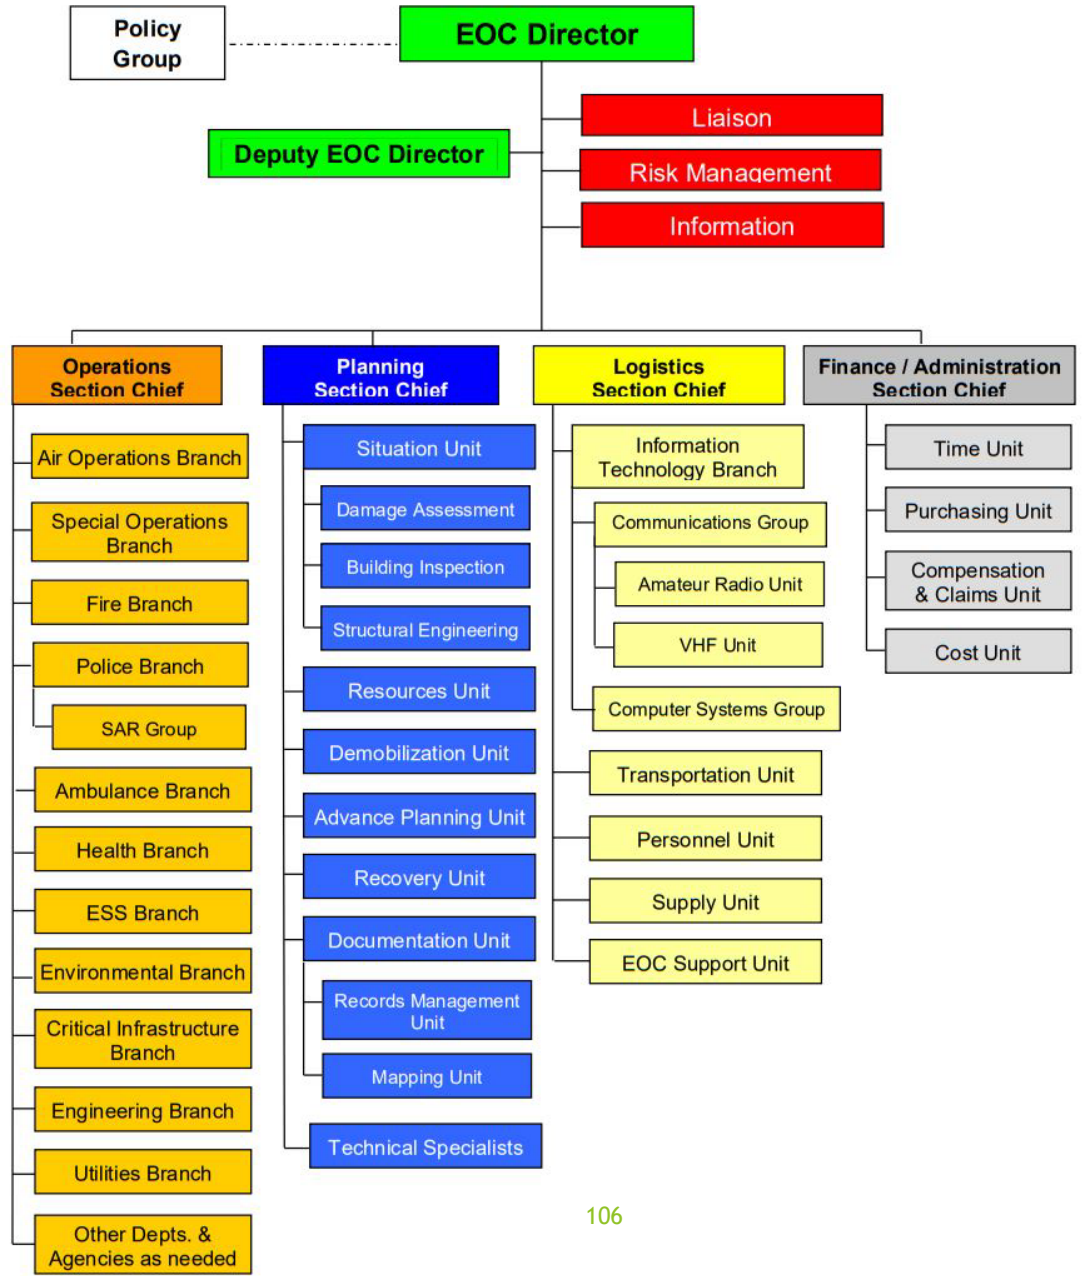 Policy
Group
EOC Director
Liaison
Deputy EOC Director
Risk Management
Information
Operations
Section Chief
Air Operations Branch
Special Operations
Branch
Fire Branch
Police Branch
SAR Group
Ambulance Branch
Health Branch
ESS Branch
Environmental Branch
Critical Infrastructure
Branch
Engineering Branch
Utilities Branch
Other Depts. &
Agencies as needed
Planning
Section Chief
Situation Unit
Damage Assessment
Building Inspection
Structural Engineering
Resources Unit
Demobilization Unit
Advance Planning Unit
Recovery Unit
Documentation Unit
Records Management
Unit
Mapping Unit
Technical Specialists
Logistics
Section Chief
Information
Technology Branch
Communications Group
Amateur Radio Unit
VHF Unit
Computer Systems Group
Transportation Unit
Personnel Unit
Supply Unit
EOC Support Unit
Finance / Administration
Section Chief
Time Unit
Purchasing Unit
Compensation
& Claims Unit
Cost Unit
106